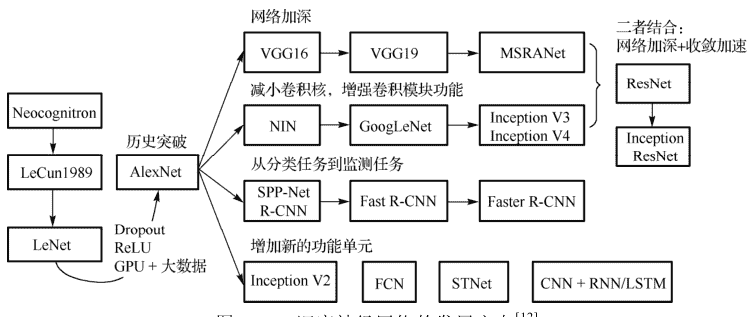 网络加深
VGG16
VGG19
MSRANet
二者结合:
网络加深+收敛加速
ResNet
Inception
ResNet
减小卷积核, 增强卷积模块功能
NIN
GoogLeNet
Inception V3
Inception V4
Neocognitron
LeCun1989
LeNet
历史突破
AlexNet
Dropout
ReLU
GPU + 大数据
从分类任务到监测任务
SPP-Net
R-CNN
Fast R-CNN
Faster R-CNN
增加新的功能单元
Inception V2
FCN
STNet
CNN + RNN/LSTM
[12]